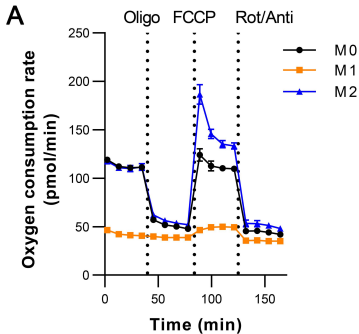 A
Oligo FCCP Rot/Anti
M0
M1
M2
Oxygen consumption rate
(pmol/min)
250
200
150
100
50
0
0 50 100 150
Time (min)